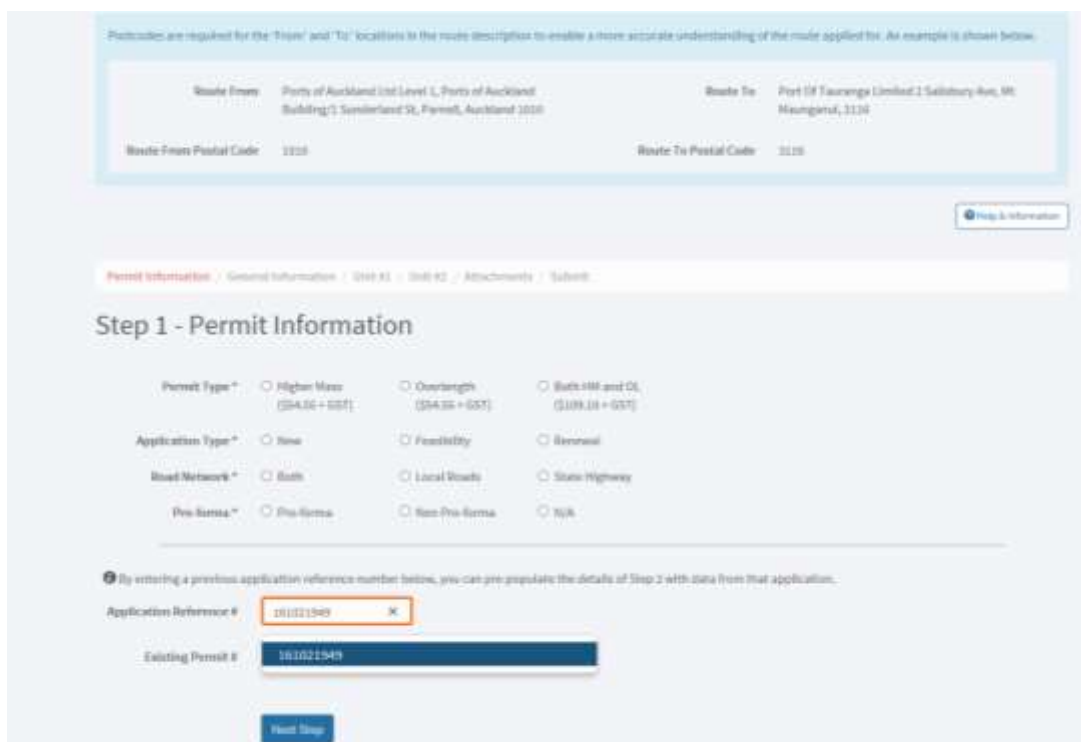 Postcodes are required for the 'From' and 'To' locations in the route description to enable a more accurate understanding of the route applied for. An example is shown below.
Route From Ports of Auckland Ltd Level 1, Ports of Auckland Route To Port Of Tauranga Limited 2 Salisbury Ave, Mt
Building/1 Sunderland St, Parnell, Auckland 1010 Maunganui, 3116
Route From Postal Code 1010 Route To Postal Code 3116
Help & Information
Permit Information / General Information / Unit #1 / Unit #2 / Attachments / Submit
Step 1 - Permit Information
Permit Type * Higher Mass Overlength Both HM and OL
+ GST) + GST) + GST)
Application Type * New Feasibility Renewal
Road Network * Both Local Roads State Highway
Pro-forma * Pro-forma Non Pro-forma N/A
By entering a previous application reference number below, you can pre populate the details of Step 2 with data from that application.
Application Reference # 161021949 ×
Existing Permit # 161021949
Next Step